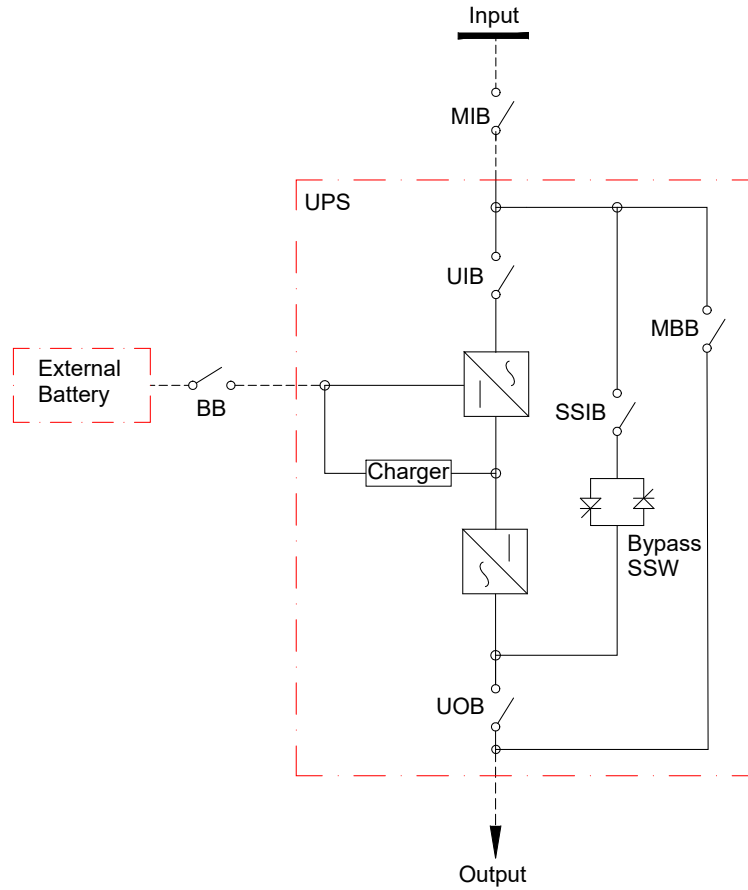 Input
MIB
UPS
UIB
MBB
External
Battery
BB
SSIB
Charger
Bypass
SSW
UOB
Output